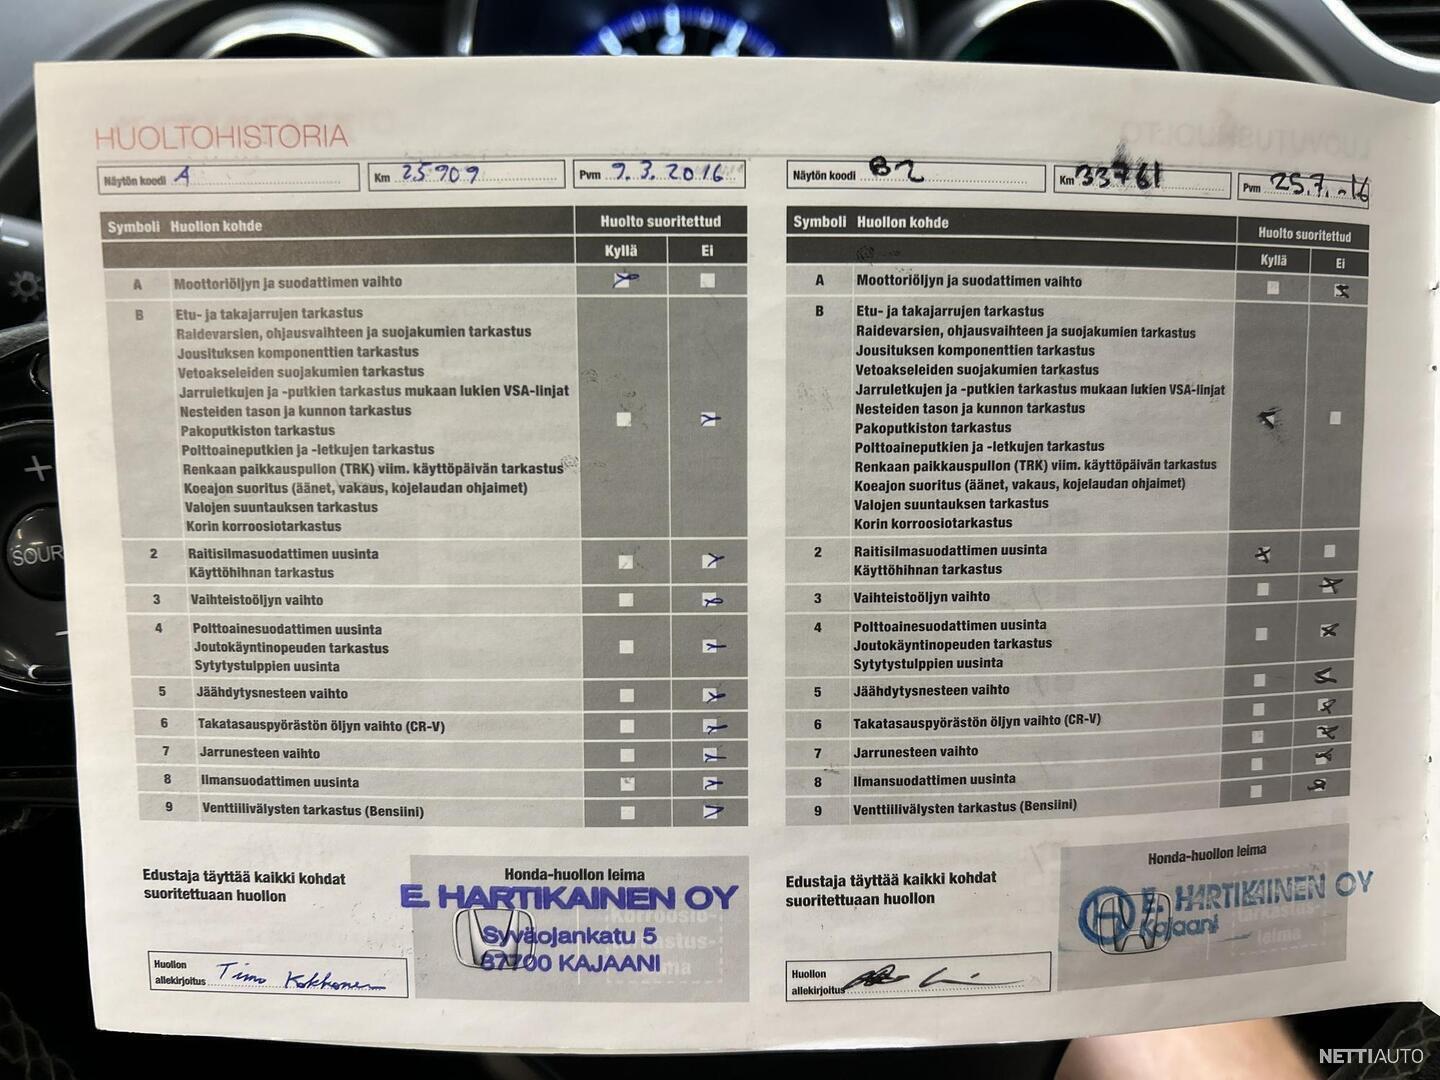 HUOLTOHISTORIA
Näytön koodi A
Km 25909
Pvm 9.3.2016
Symboli Huollon kohde
Huolto suoritettud
Kyllä Ei
A Moottoriöljyn ja suodattimen vaihto
B Etu- ja takajarrujen tarkastus
Raidevarsien, ohjausvaihteen ja suojakumien tarkastus
Jousituksen komponenttien tarkastus
Vetoakseleiden suojakumien tarkastus
Jarruletkujen ja -putkien tarkastus mukaan lukien VSA-linjat
Nesteiden tason ja kunnon tarkastus
Pakoputkiston tarkastus
Polttoaineputkien ja -letkujen tarkastus
Renkaan paikkauspullon (TRK) viim. käyttöpäivän tarkastus
Koeajon suoritus (äänet, vakaus, kojelaudan ohjaimet)
Valojen suuntauksen tarkastus
Korin korroosiotarkastus
2 Raitisilmasuodattimen uusinta
Käyttöhihnan tarkastus
3 Vaihteistoöljyn vaihto
4 Polttoainesuodattimen uusinta
Joutokäyntinopeuden tarkastus
Sytytystulppien uusinta
5 Jäähdytysnesteen vaihto
6 Takatasauspyörästön öljyn vaihto (CR-V)
7 Jarrunesteen vaihto
8 Ilmansuodattimen uusinta
9 Venttiilivälysten tarkastus (Bensiini)
Edustaja täyttää kaikki kohdat
suoritettuaan huollon
Honda-huollon leima
E. HARTIKAINEN OY
Syväojankatu 5
87700 KAJAANI
Huollon
allekirjoitus Timo Kokkonen
Näytön koodi B2
Km 33761
Pvm 25.7.-16
Symboli Huollon kohde
Huolto suoritettud
Kyllä Ei
A Moottoriöljyn ja suodattimen vaihto
B Etu- ja takajarrujen tarkastus
Raidevarsien, ohjausvaihteen ja suojakumien tarkastus
Jousituksen komponenttien tarkastus
Vetoakseleiden suojakumien tarkastus
Jarruletkujen ja -putkien tarkastus mukaan lukien VSA-linjat
Nesteiden tason ja kunnon tarkastus
Pakoputkiston tarkastus
Polttoaineputkien ja -letkujen tarkastus
Renkaan paikkauspullon (TRK) viim. käyttöpäivän tarkastus
Koeajon suoritus (äänet, vakaus, kojelaudan ohjaimet)
Valojen suuntauksen tarkastus
Korin korroosiotarkastus
2 Raitisilmasuodattimen uusinta
Käyttöhihnan tarkastus
3 Vaihteistoöljyn vaihto
4 Polttoainesuodattimen uusinta
Joutokäyntinopeuden tarkastus
Sytytystulppien uusinta
5 Jäähdytysnesteen vaihto
6 Takatasauspyörästön öljyn vaihto (CR-V)
7 Jarrunesteen vaihto
8 Ilmansuodattimen uusinta
9 Venttiilivälysten tarkastus (Bensiini)
Edustaja täyttää kaikki kohdat
suoritettuaan huollon
Honda-huollon leima
E. HARTIKAINEN OY
Kajaani
Huollon
allekirjoitus
SOUR
NETTIAUTO